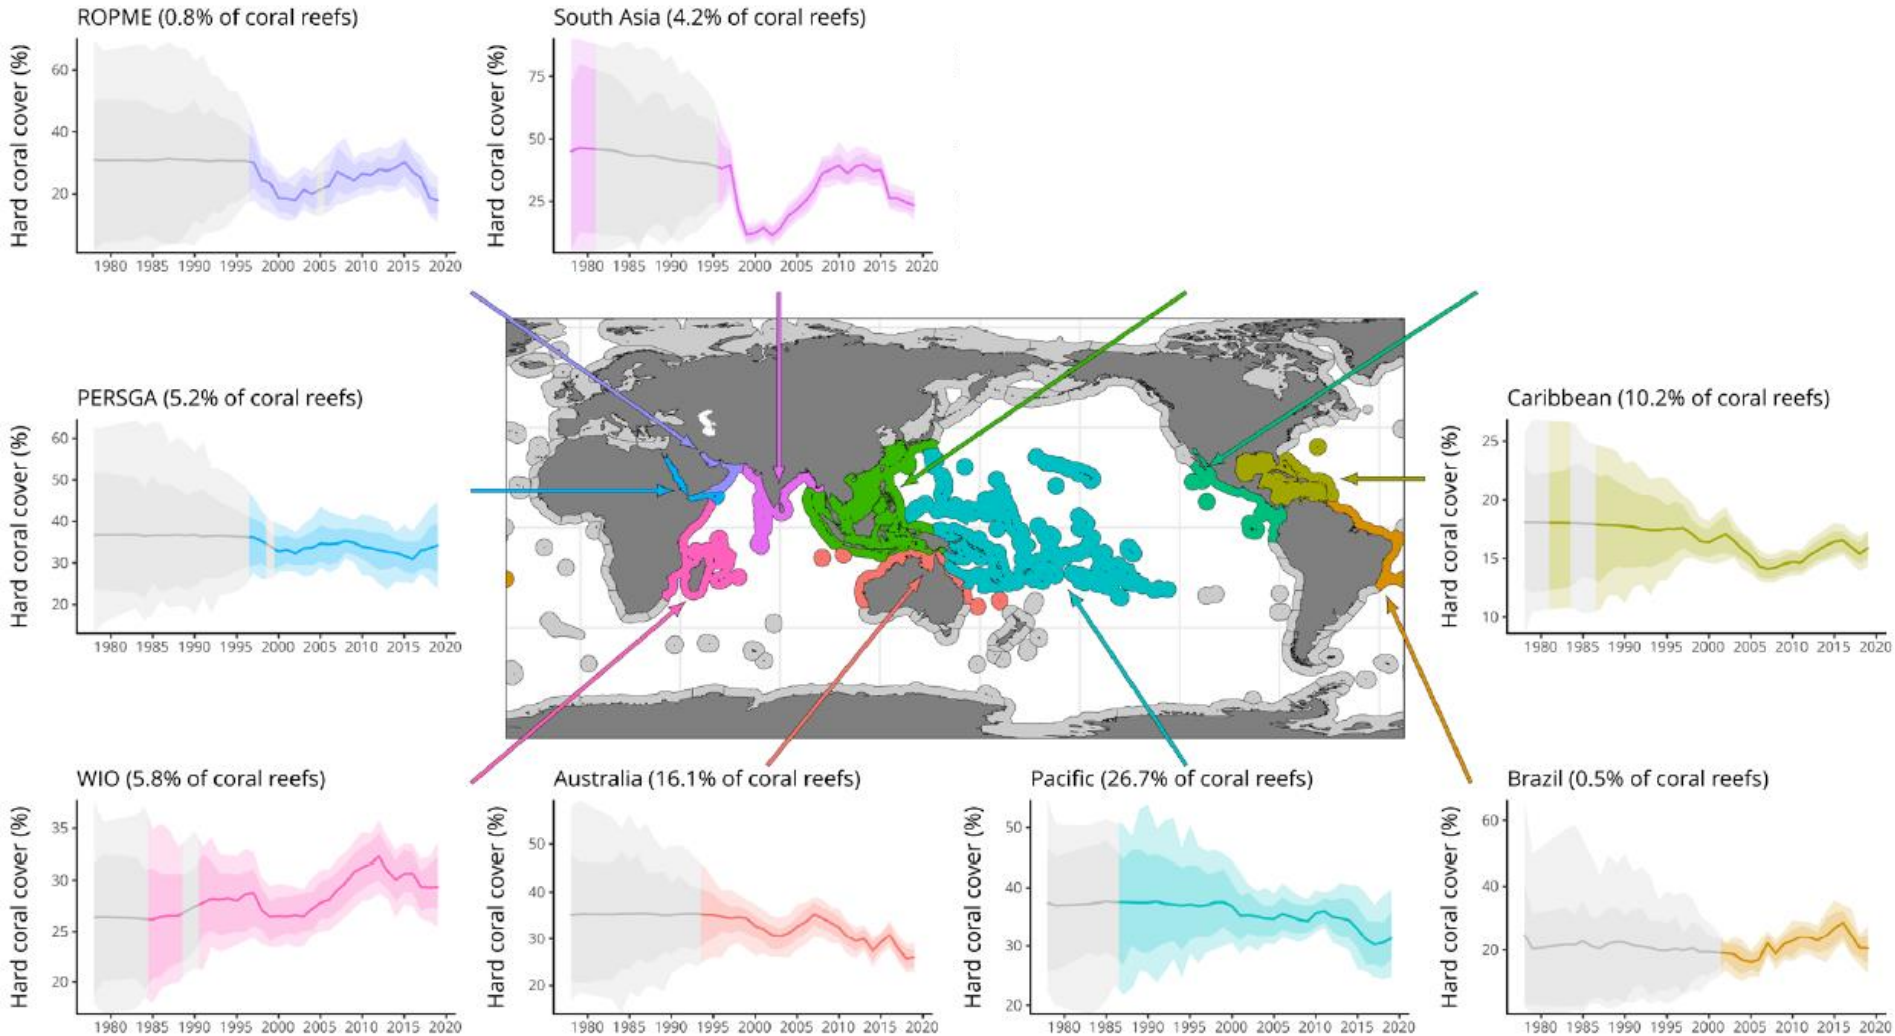 ROPME (0.8% of coral reefs)
Hard coral cover (%)
60
40
20
1980 1985 1990 1995 2000 2005 2010 2015 2020
South Asia (4.2% of coral reefs)
Hard coral cover (%)
75
50
25
1980 1985 1990 1995 2000 2005 2010 2015 2020
PERSGA (5.2% of coral reefs)
Hard coral cover (%)
60
50
40
30
20
1980 1985 1990 1995 2000 2005 2010 2015 2020
Caribbean (10.2% of coral reefs)
Hard coral cover (%)
25
20
15
10
1980 1985 1990 1995 2000 2005 2010 2015 2020
WIO (5.8% of coral reefs)
Hard coral cover (%)
35
30
25
20
1980 1985 1990 1995 2000 2005 2010 2015 2020
Australia (16.1% of coral reefs)
Hard coral cover (%)
50
40
30
20
1980 1985 1990 1995 2000 2005 2010 2015 2020
Pacific (26.7% of coral reefs)
Hard coral cover (%)
50
40
30
20
1980 1985 1990 1995 2000 2005 2010 2015 2020
Brazil (0.5% of coral reefs)
Hard coral cover (%)
60
40
20
1980 1985 1990 1995 2000 2005 2010 2015 2020